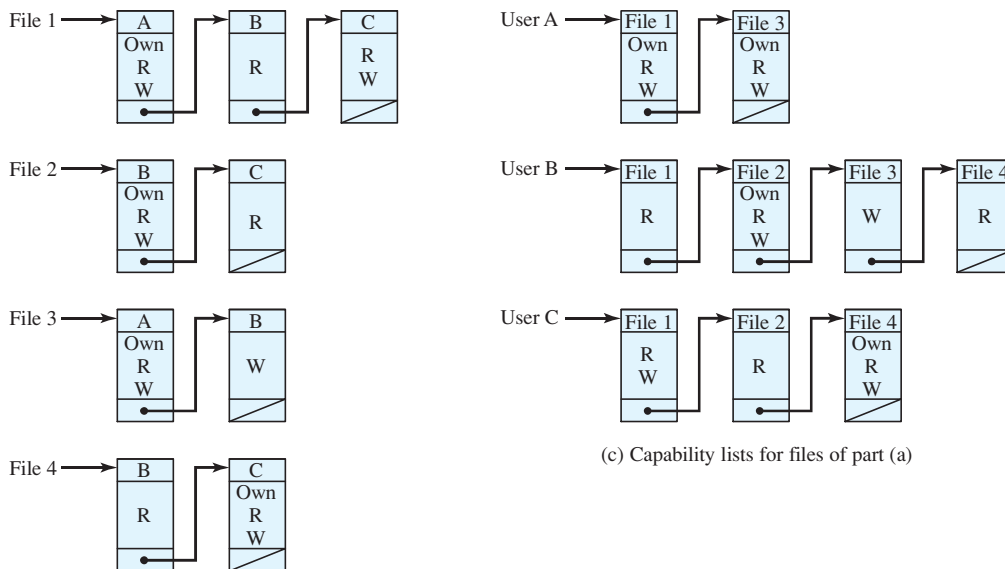 File 1
A
Own
R
W
B
R
C
R
W
File 2
B
Own
R
W
C
R
File 3
A
Own
R
W
B
W
File 4
B
R
C
Own
R
W
User A
File 1
Own
R
W
File 3
Own
R
W
User B
File 1
R
File 2
Own
R
W
File 3
W
File 4
R
User C
File 1
R
W
File 2
R
File 4
Own
R
W
(c) Capability lists for files of part (a)